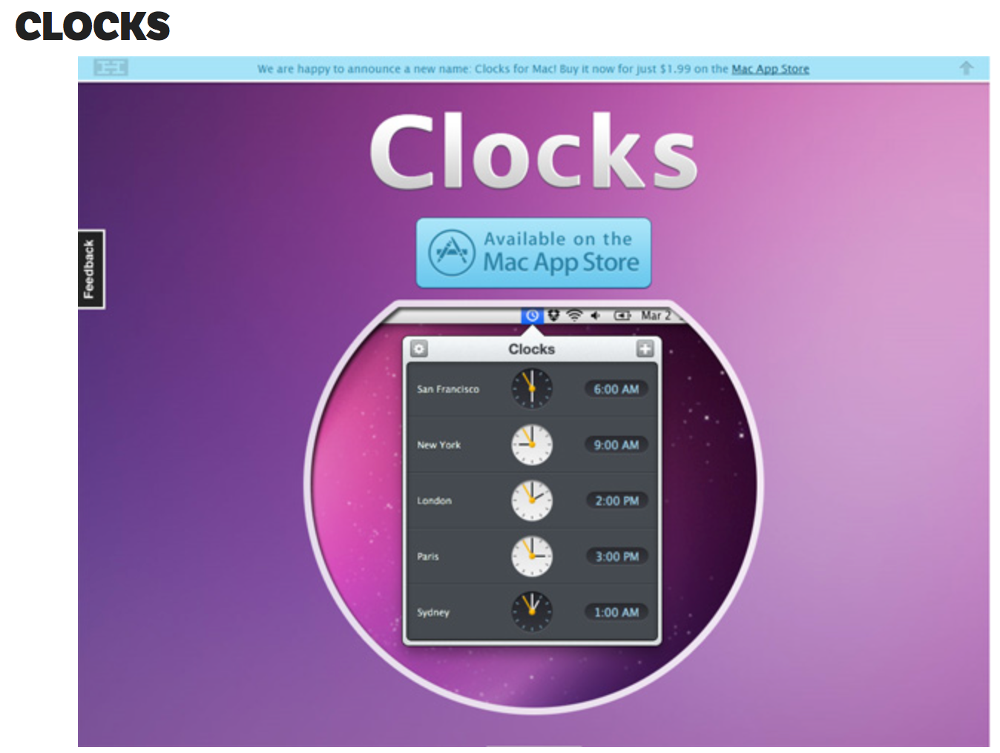 CLOCKS
We are happy to announce a new name: Clocks for Mac! Buy it now for just $1.99 on the Mac App Store
Clocks
Available on the
Mac App Store
Feedback
Mar 2
Clocks
San Francisco 6:00 AM
New York 9:00 AM
London 2:00 PM
Paris 3:00 PM
Sydney 1:00 AM